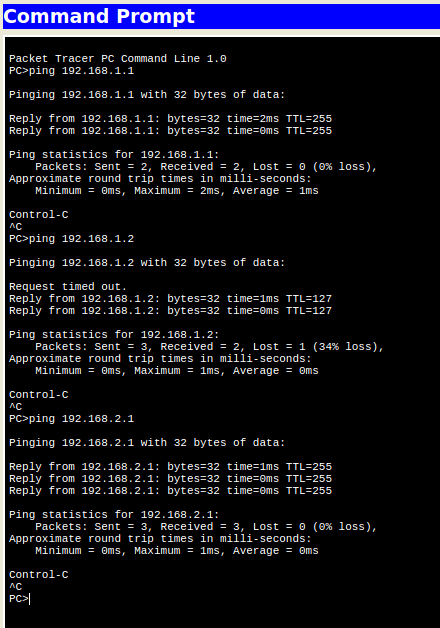 Command Prompt
Packet Tracer PC Command Line 1.0
PC>ping 192.168.1.1
Pinging 192.168.1.1 with 32 bytes of data:
Reply from 192.168.1.1: bytes=32 time=2ms TTL=255
Reply from 192.168.1.1: bytes=32 time=0ms TTL=255
Ping statistics for 192.168.1.1:
    Packets: Sent = 2, Received = 2, Lost = 0 (0% loss),
Approximate round trip times in milli-seconds:
    Minimum = 0ms, Maximum = 2ms, Average = 1ms
Control-C
^C
PC>ping 192.168.1.2
Pinging 192.168.1.2 with 32 bytes of data:
Request timed out.
Reply from 192.168.1.2: bytes=32 time=1ms TTL=127
Reply from 192.168.1.2: bytes=32 time=0ms TTL=127
Ping statistics for 192.168.1.2:
    Packets: Sent = 3, Received = 2, Lost = 1 (34% loss),
Approximate round trip times in milli-seconds:
    Minimum = 0ms, Maximum = 1ms, Average = 0ms
Control-C
^C
PC>ping 192.168.2.1
Pinging 192.168.2.1 with 32 bytes of data:
Reply from 192.168.2.1: bytes=32 time=1ms TTL=255
Reply from 192.168.2.1: bytes=32 time=0ms TTL=255
Reply from 192.168.2.1: bytes=32 time=0ms TTL=255
Ping statistics for 192.168.2.1:
    Packets: Sent = 3, Received = 3, Lost = 0 (0% loss),
Approximate round trip times in milli-seconds:
    Minimum = 0ms, Maximum = 1ms, Average = 0ms
Control-C
^C
PC>